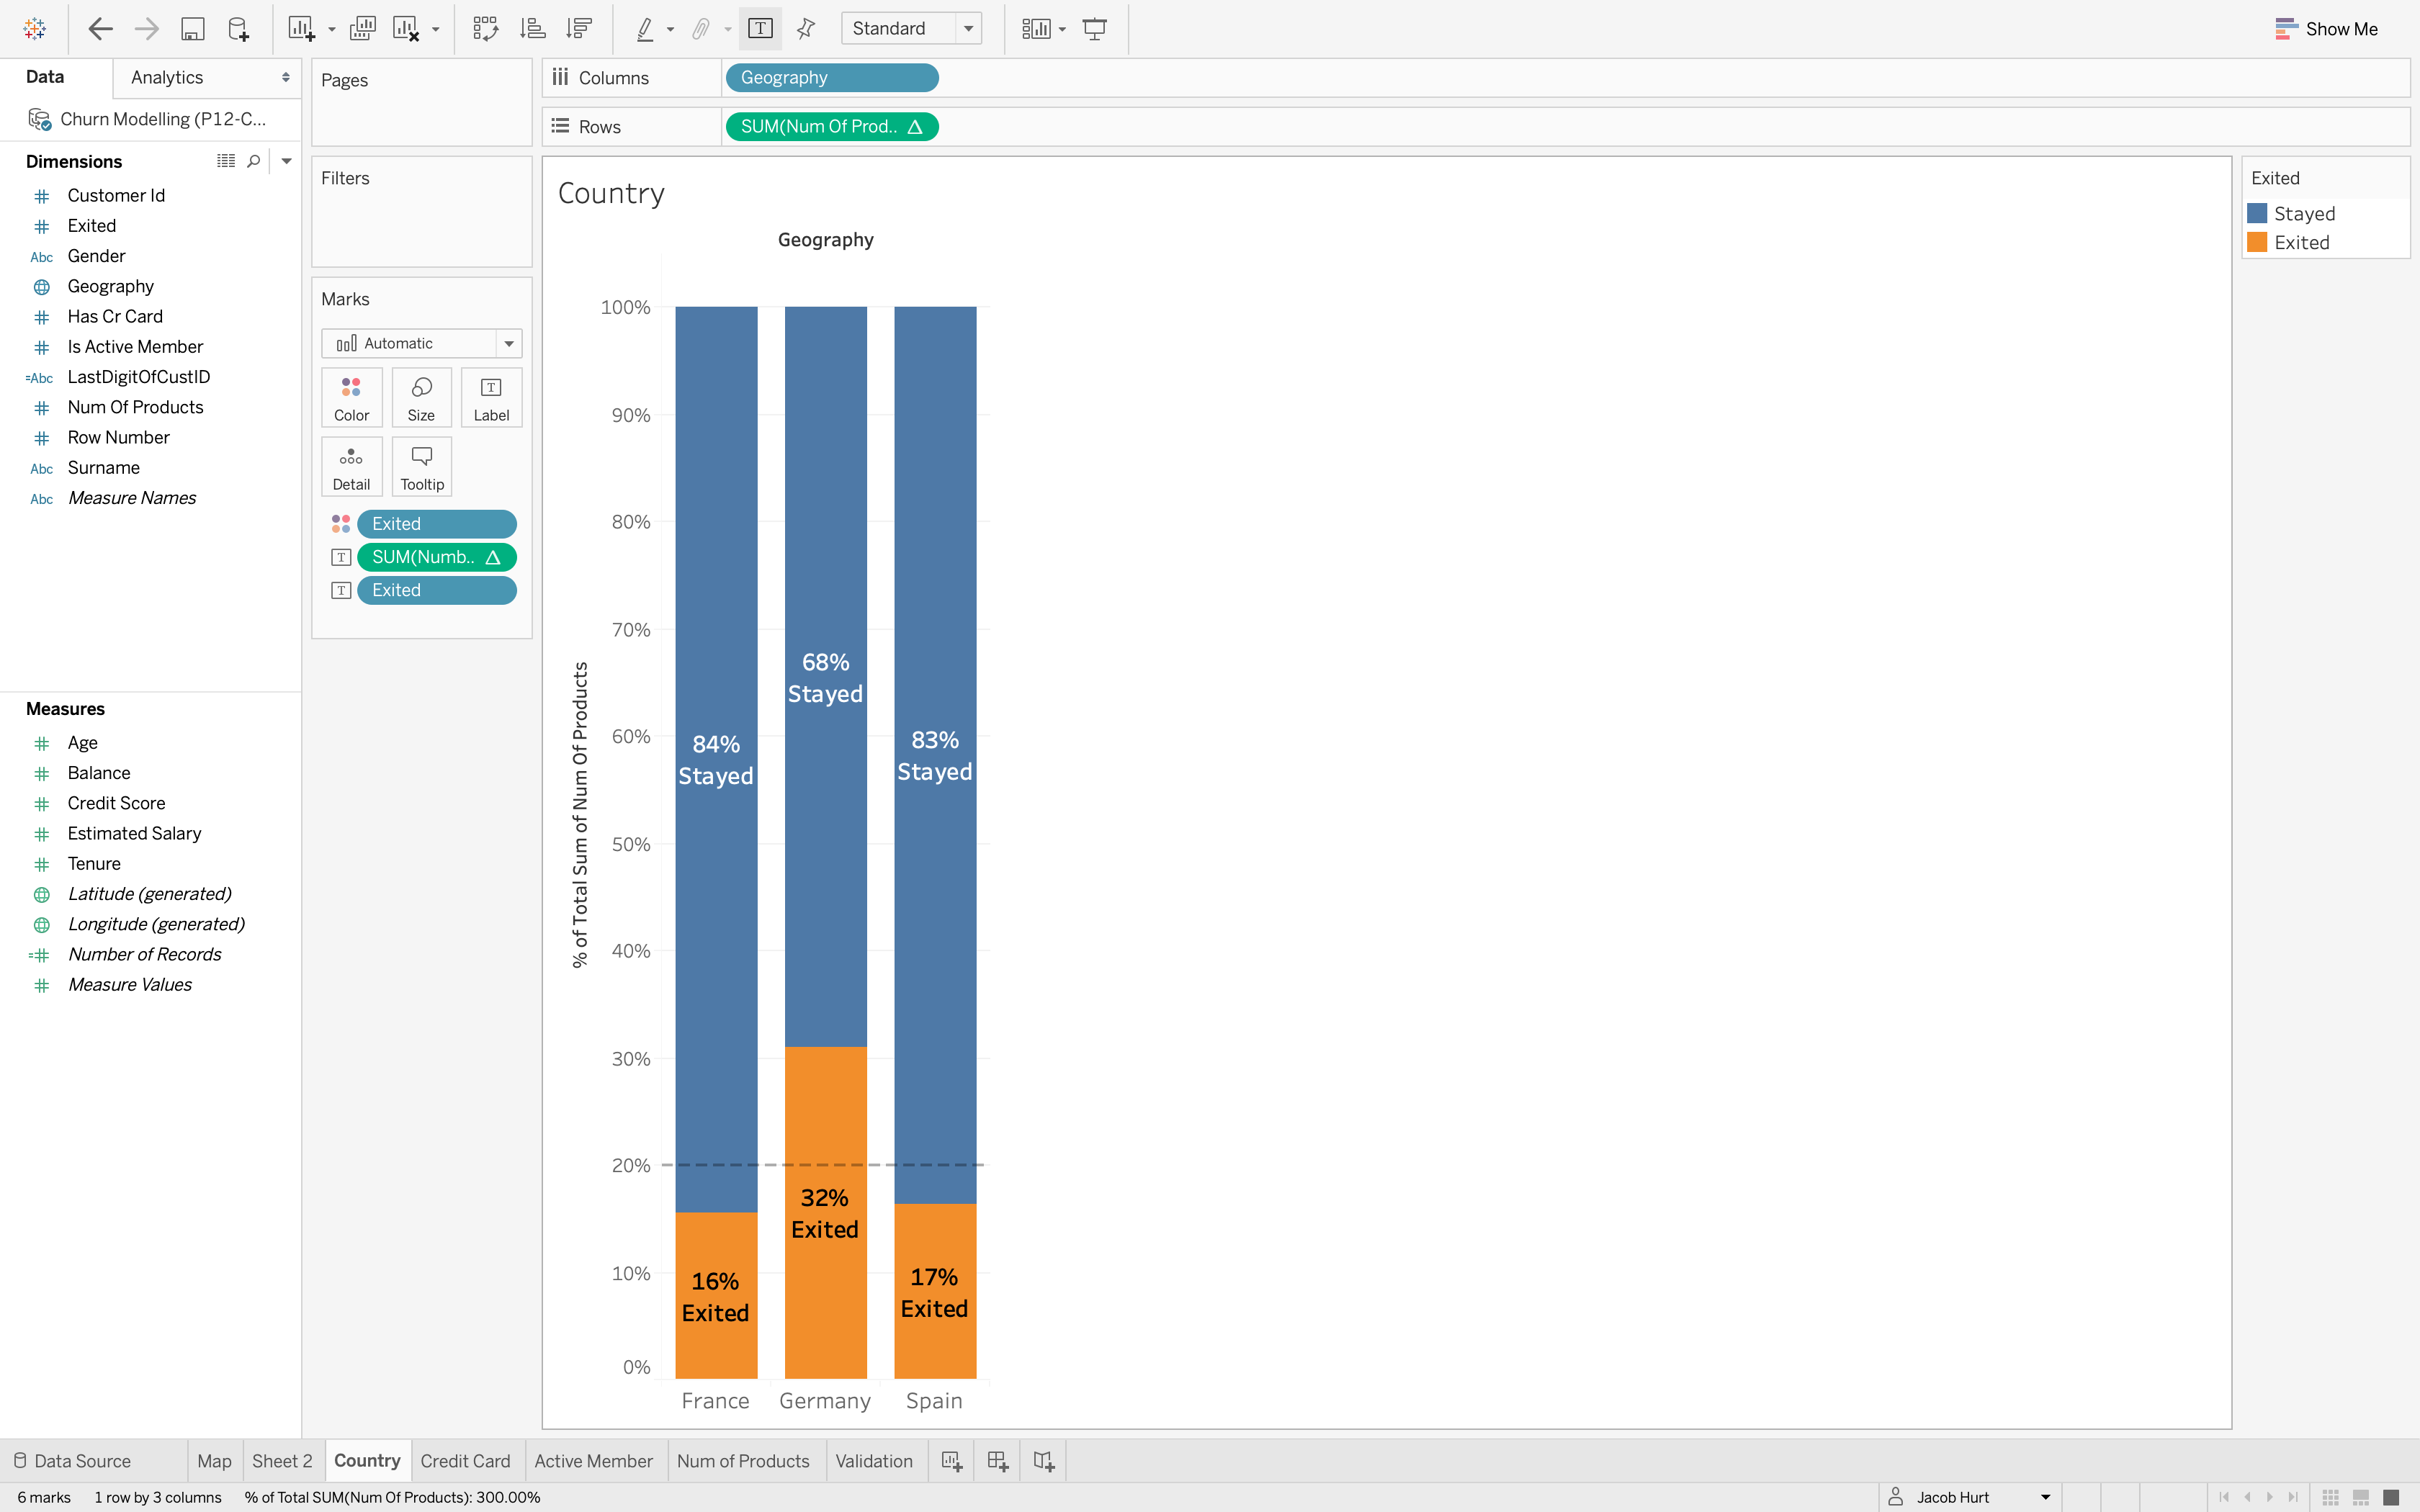 Standard
Show Me
Data
Analytics
Churn Modelling (P12-C...
Dimensions
# Customer Id
# Exited
Abc Gender
Geography
# Has Cr Card
# Is Active Member
=Abc LastDigitOfCustID
# Num Of Products
# Row Number
Abc Surname
Abc Measure Names
Measures
# Age
# Balance
# Credit Score
# Estimated Salary
# Tenure
Latitude (generated)
Longitude (generated)
=# Number of Records
# Measure Values
Pages
Filters
Marks
Automatic
Color
Size
T
Label
Detail
Tooltip
Exited
T SUM(Numb.. Δ
T Exited
Columns
Geography
Rows
SUM(Num Of Prod.. Δ
Country
Geography
% of Total Sum of Num Of Products
100%
90%
80%
70%
60%
50%
40%
30%
20%
10%
0%
84%
Stayed
68%
Stayed
83%
Stayed
16%
Exited
32%
Exited
17%
Exited
France
Germany
Spain
Exited
Stayed
Exited
Data Source
Map
Sheet 2
Country
Credit Card
Active Member
Num of Products
Validation
6 marks
1 row by 3 columns
% of Total SUM(Num Of Products): 300.00%
Jacob Hurt